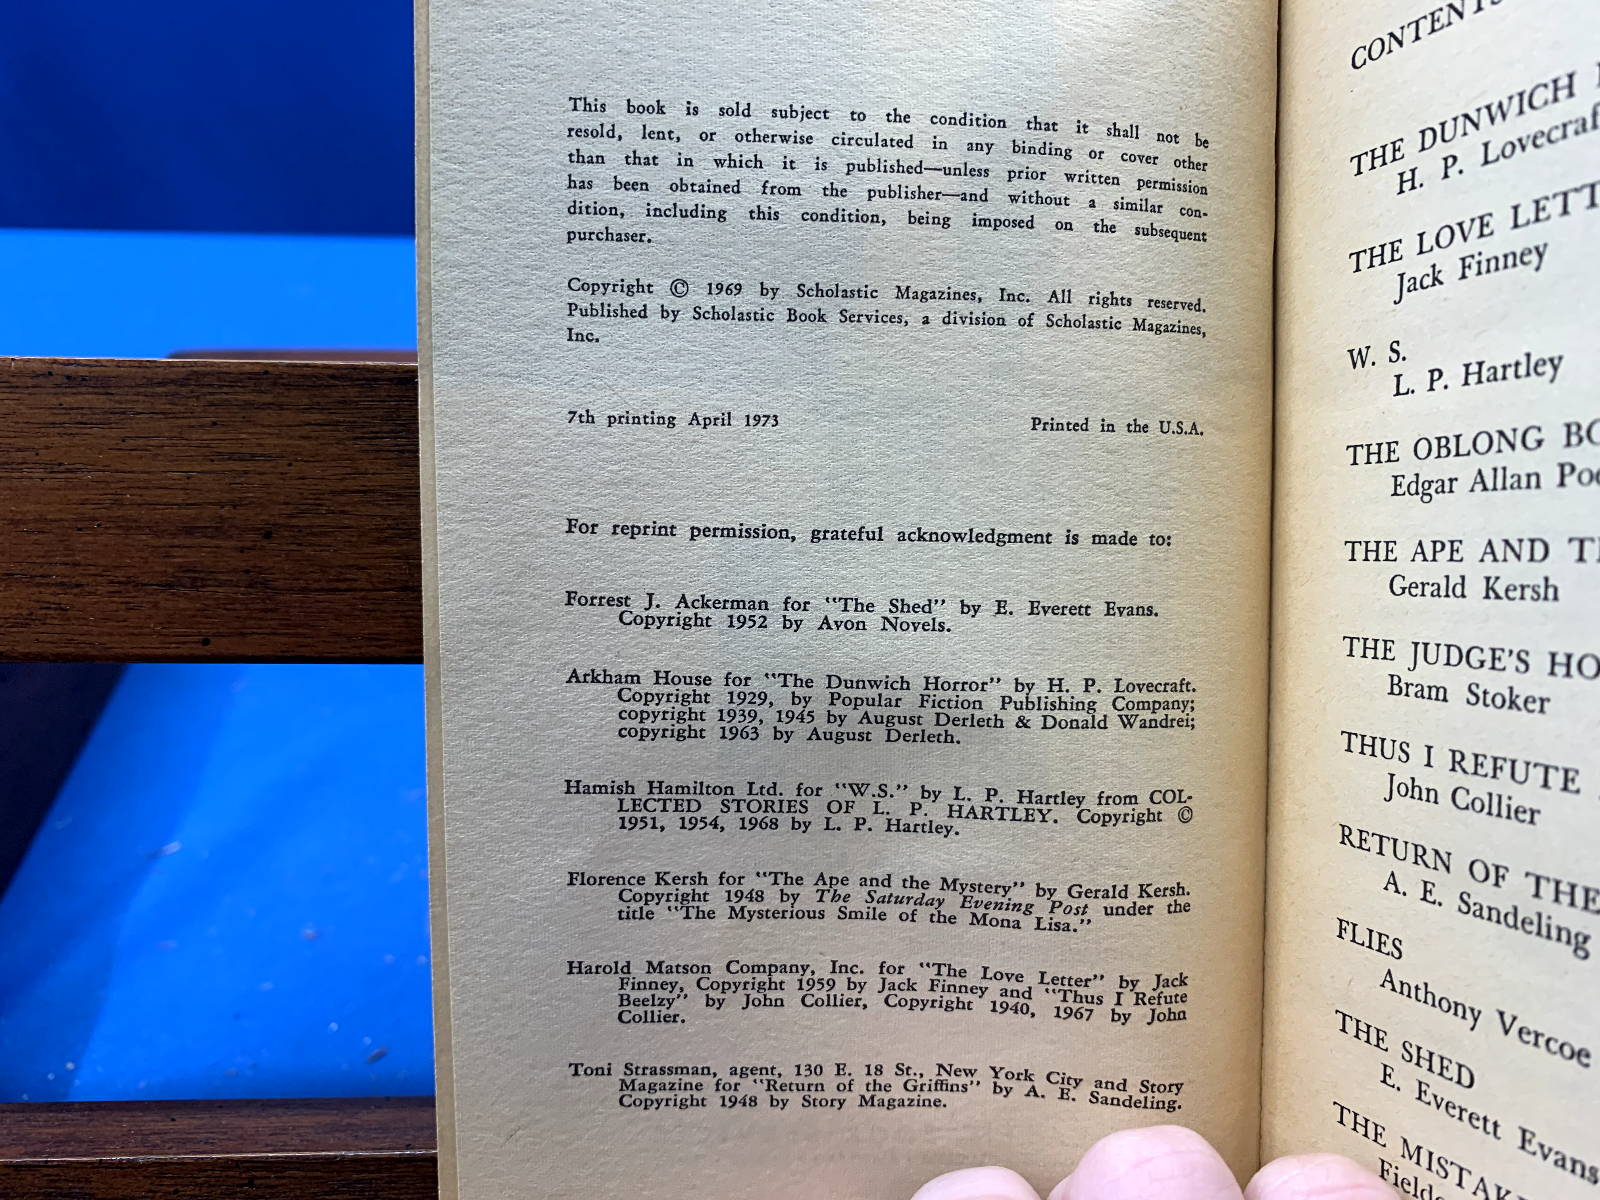 This book is sold subject to the condition that it shall not be
resold, lent, or otherwise circulated in any binding or cover other
than that in which it is published—unless prior written permission
has been obtained from the publisher—and without a similar con-
dition, including this condition, being imposed on the subsequent
purchaser.
Copyright © 1969 by Scholastic Magazines, Inc. All rights reserved.
Published by Scholastic Book Services, a division of Scholastic Magazines,
Inc.
7th printing April 1973 Printed in the U.S.A.
For reprint permission, grateful acknowledgment is made to:
Forrest J. Ackerman for "The Shed" by E. Everett Evans.
Copyright 1952 by Avon Novels.
Arkham House for "The Dunwich Horror" by H. P. Lovecraft.
Copyright 1929, by Popular Fiction Publishing Company;
copyright 1939, 1945 by August Derleth & Donald Wandrei;
copyright 1963 by August Derleth.
Hamish Hamilton Ltd. for "W.S." by L. P. Hartley from COL-
LECTED STORIES OF L. P. HARTLEY. Copyright ©
1951, 1954, 1968 by L. P. Hartley.
Florence Kersh for "The Ape and the Mystery" by Gerald Kersh.
Copyright 1948 by The Saturday Evening Post under the
title "The Mysterious Smile of the Mona Lisa."
Harold Matson Company, Inc. for "The Love Letter" by Jack
Finney, Copyright 1959 by Jack Finney and "Thus I Refute
Beelzy" by John Collier, Copyright 1940, 1967 by John
Collier.
Toni Strassman, agent, 130 E. 18 St., New York City and Story
Magazine for "Return of the Griffins" by A. E. Sandeling.
Copyright 1948 by Story Magazine.
CONTENTS
THE DUNWICH
H. P. Lovecraf
THE LOVE LETT
Jack Finney
W. S.
L. P. Hartley
THE OBLONG BO
Edgar Allan Poe
THE APE AND T
Gerald Kersh
THE JUDGE'S HO
Bram Stoker
THUS I REFUTE
John Collier
RETURN OF THE
A. E. Sandeling
FLIES
Anthony Vercoe
THE SHED
E. Everett Evans
THE MISTAK
Field